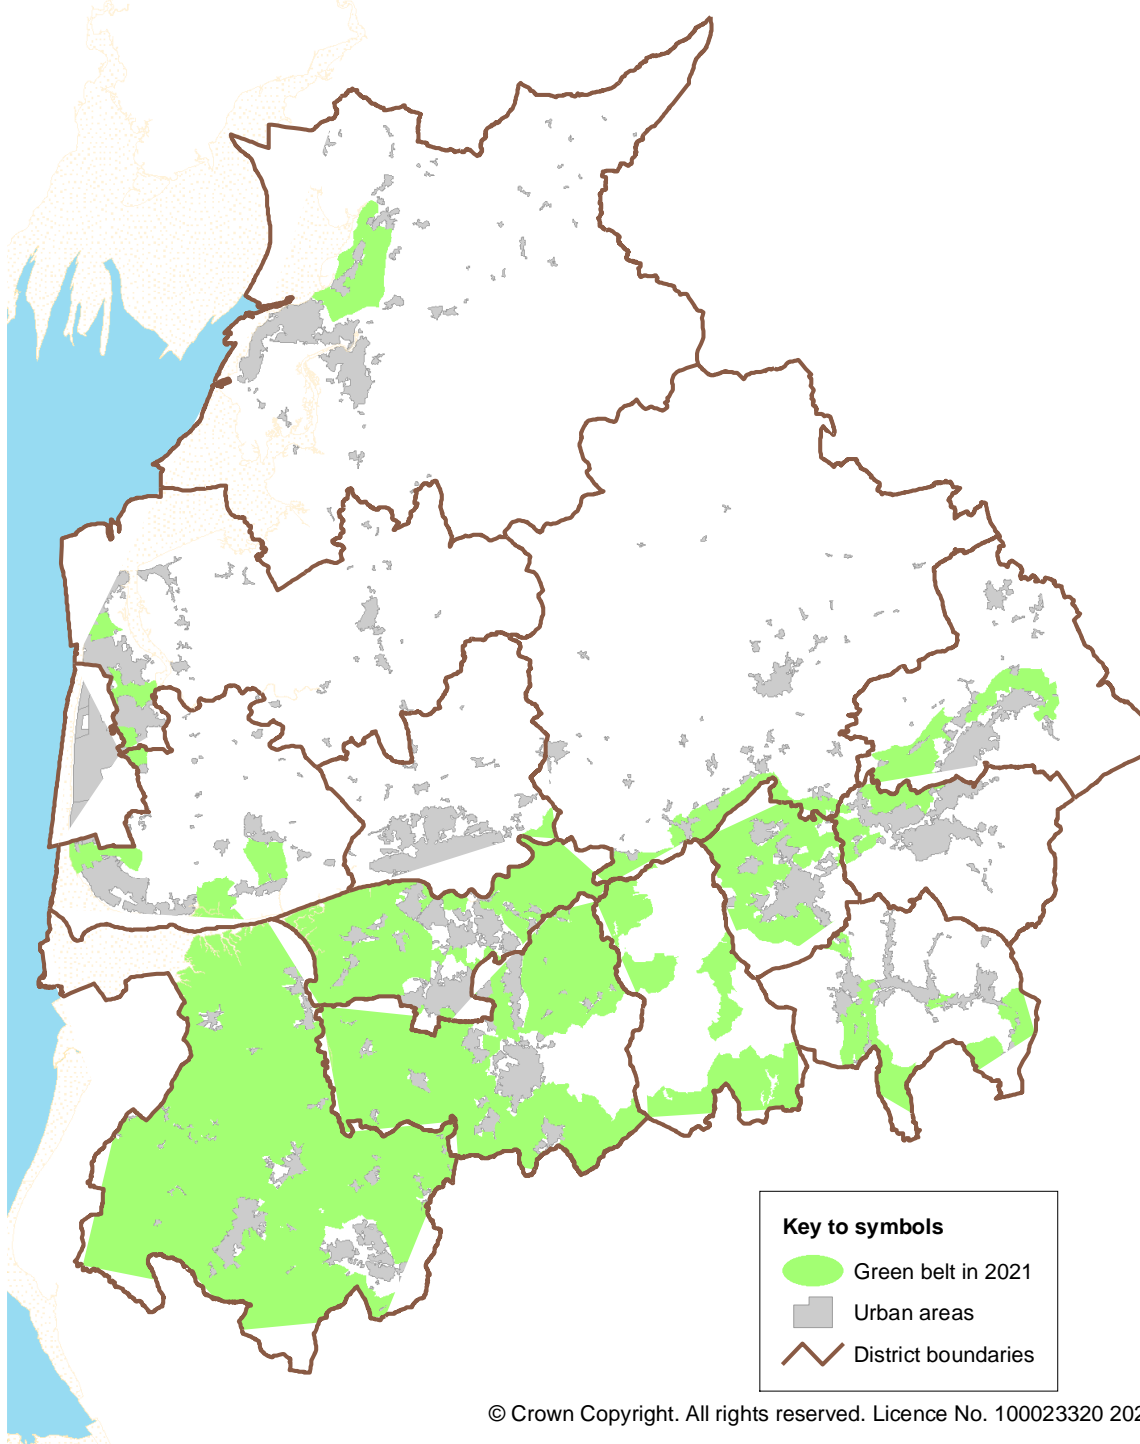 Key to symbols
Green belt in 2021
Urban areas
District boundaries
© Crown Copyright. All rights reserved. Licence No. 100023320